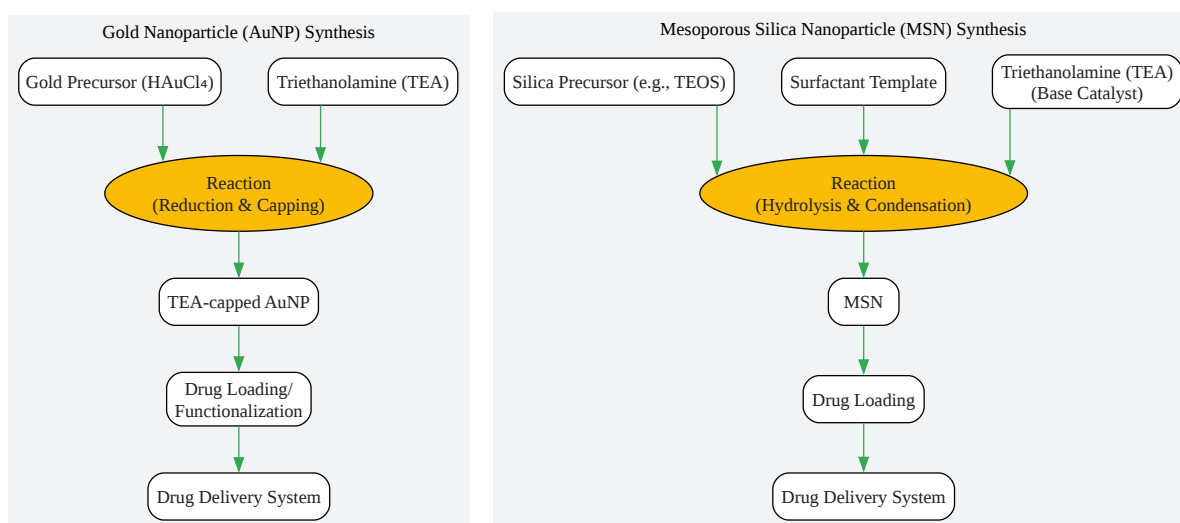 Gold Nanoparticle (AuNP) Synthesis
Gold Precursor (HAuCl₄)
Triethanolamine (TEA)
Reaction
(Reduction & Capping)
TEA-capped AuNP
Drug Loading/
Functionalization
Drug Delivery System
Mesoporous Silica Nanoparticle (MSN) Synthesis
Silica Precursor (e.g., TEOS)
Surfactant Template
Triethanolamine (TEA)
(Base Catalyst)
Reaction
(Hydrolysis & Condensation)
MSN
Drug Loading
Drug Delivery System